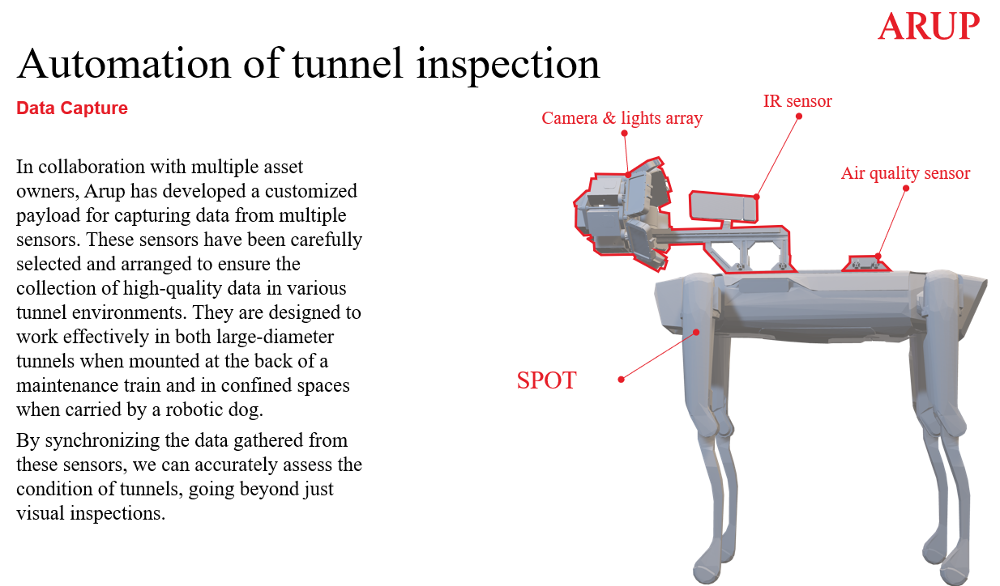 ARUP
Automation of tunnel inspection
Data Capture
In collaboration with multiple asset
owners, Arup has developed a customized
payload for capturing data from multiple
sensors. These sensors have been carefully
selected and arranged to ensure the
collection of high-quality data in various
tunnel environments. They are designed to
work effectively in both large-diameter
tunnels when mounted at the back of a
maintenance train and in confined spaces
when carried by a robotic dog.
By synchronizing the data gathered from
these sensors, we can accurately assess the
condition of tunnels, going beyond just
visual inspections.
Camera & lights array
IR sensor
Air quality sensor
SPOT